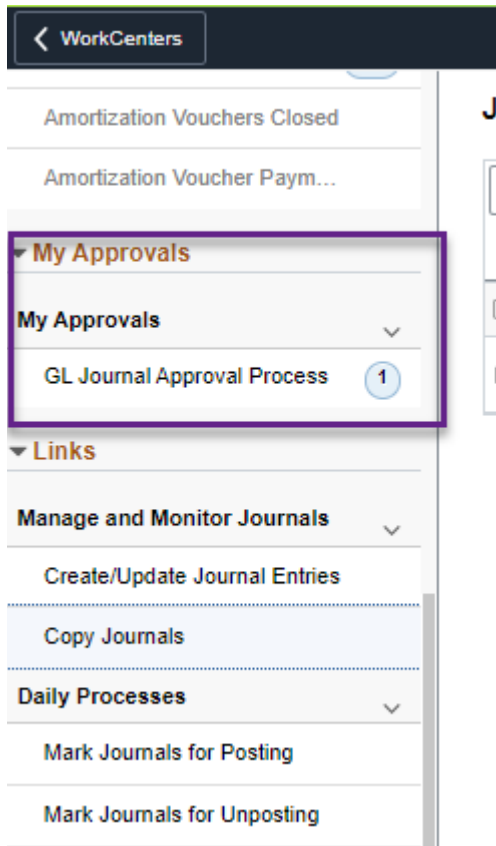 WorkCenters
Amortization Vouchers Closed
Amortization Voucher Paym...
My Approvals
My Approvals
GL Journal Approval Process 1
Links
Manage and Monitor Journals
Create/Update Journal Entries
Copy Journals
Daily Processes
Mark Journals for Posting
Mark Journals for Unposting